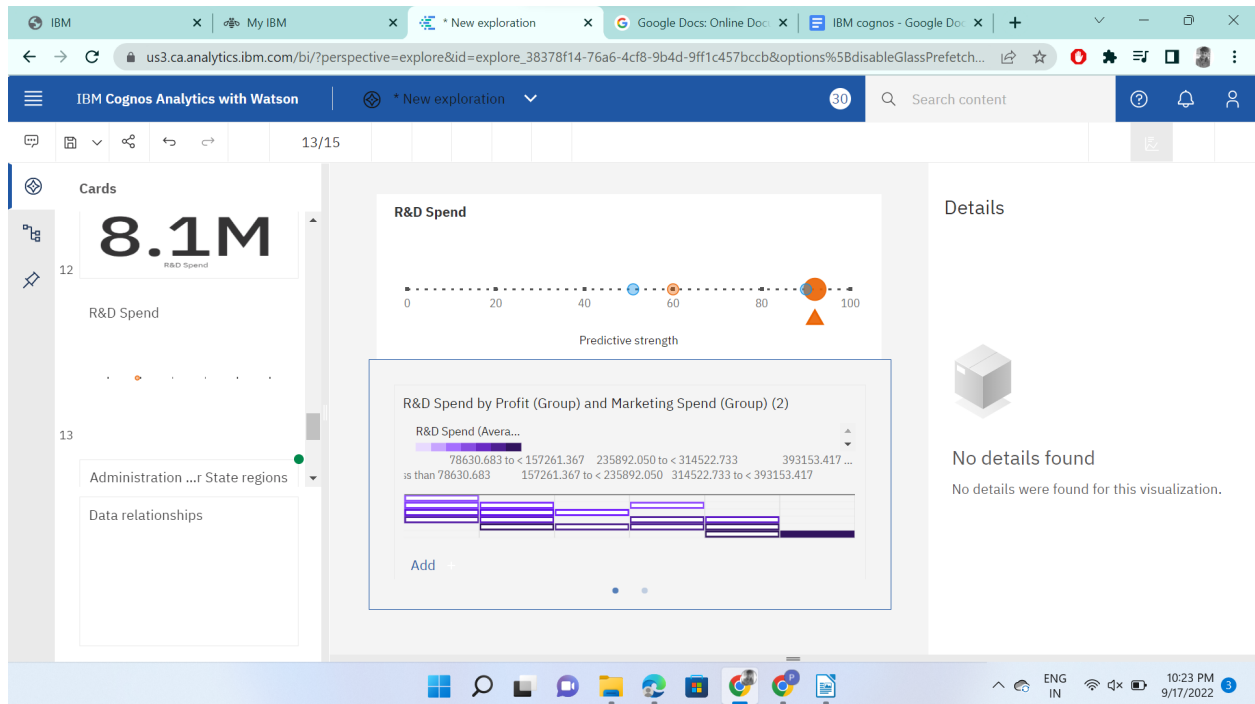 IBM
My IBM
* New exploration
Google Docs: Online Doc
IBM cognos - Google Doc
us3.ca.analytics.ibm.com/bi/?perspective=explore&id=explore_38378f14-76a6-4cf8-9b4d-9ff1c457bccb&options%5BdisableGlassPrefetch...
IBM Cognos Analytics with Watson
* New exploration
30
Search content
13/15
Cards
8.1M
R&D Spend
12
R&D Spend
13
Administration ...r State regions
Data relationships
R&D Spend
0 20 40 60 80 100
Predictive strength
R&D Spend by Profit (Group) and Marketing Spend (Group) (2)
R&D Spend (Avera...
78630.683 to < 157261.367 235892.050 to < 314522.733 393153.417 ...
ss than 78630.683 157261.367 to < 235892.050 314522.733 to < 393153.417
Add +
Details
No details found
No details were found for this visualization.
P
ENG
IN
10:23 PM
9/17/2022
3